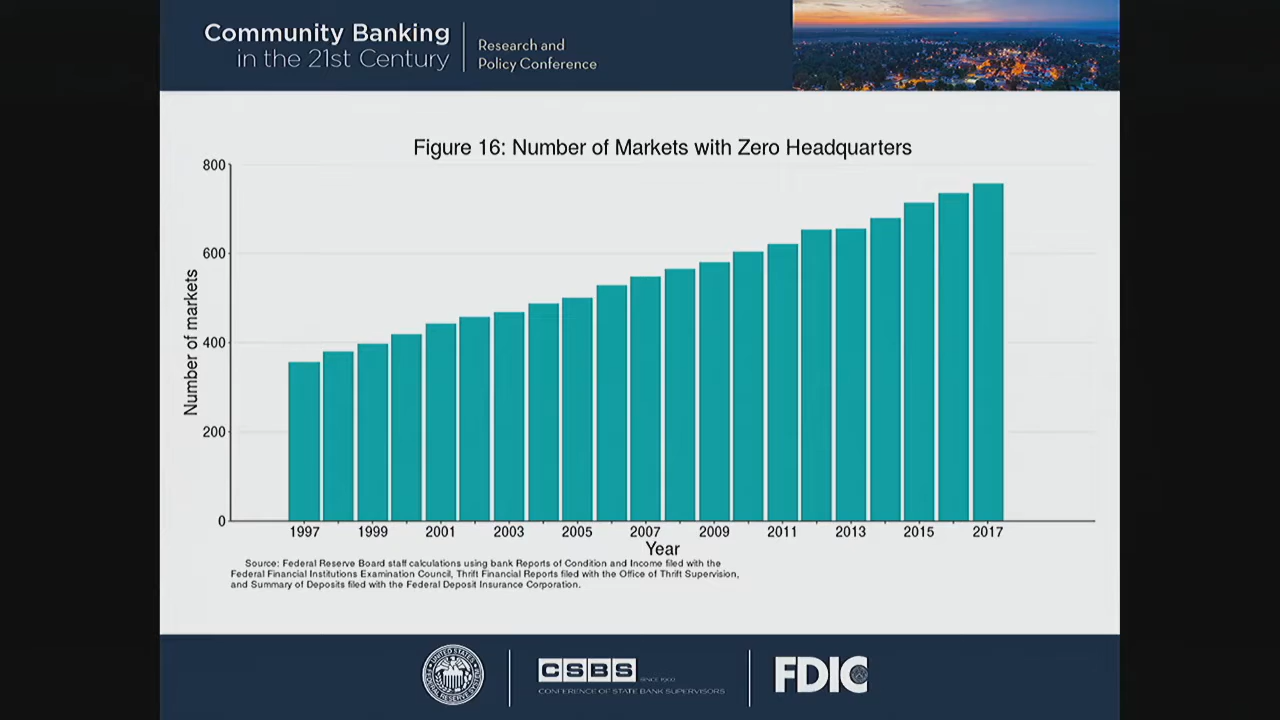 Community Banking
in the 21st Century
Research and
Policy Conference
Figure 16: Number of Markets with Zero Headquarters
800
600
400
200
0
Number of markets
1997 1999 2001 2003 2005 2007 2009 2011 2013 2015 2017
Year
Source: Federal Reserve Board staff calculations using bank Reports of Condition and Income filed with the
Federal Financial Institutions Examination Council, Thrift Financial Reports filed with the Office of Thrift Supervision,
and Summary of Deposits filed with the Federal Deposit Insurance Corporation.
CSBS SINCE 1902
CONFERENCE OF STATE BANK SUPERVISORS
FDIC